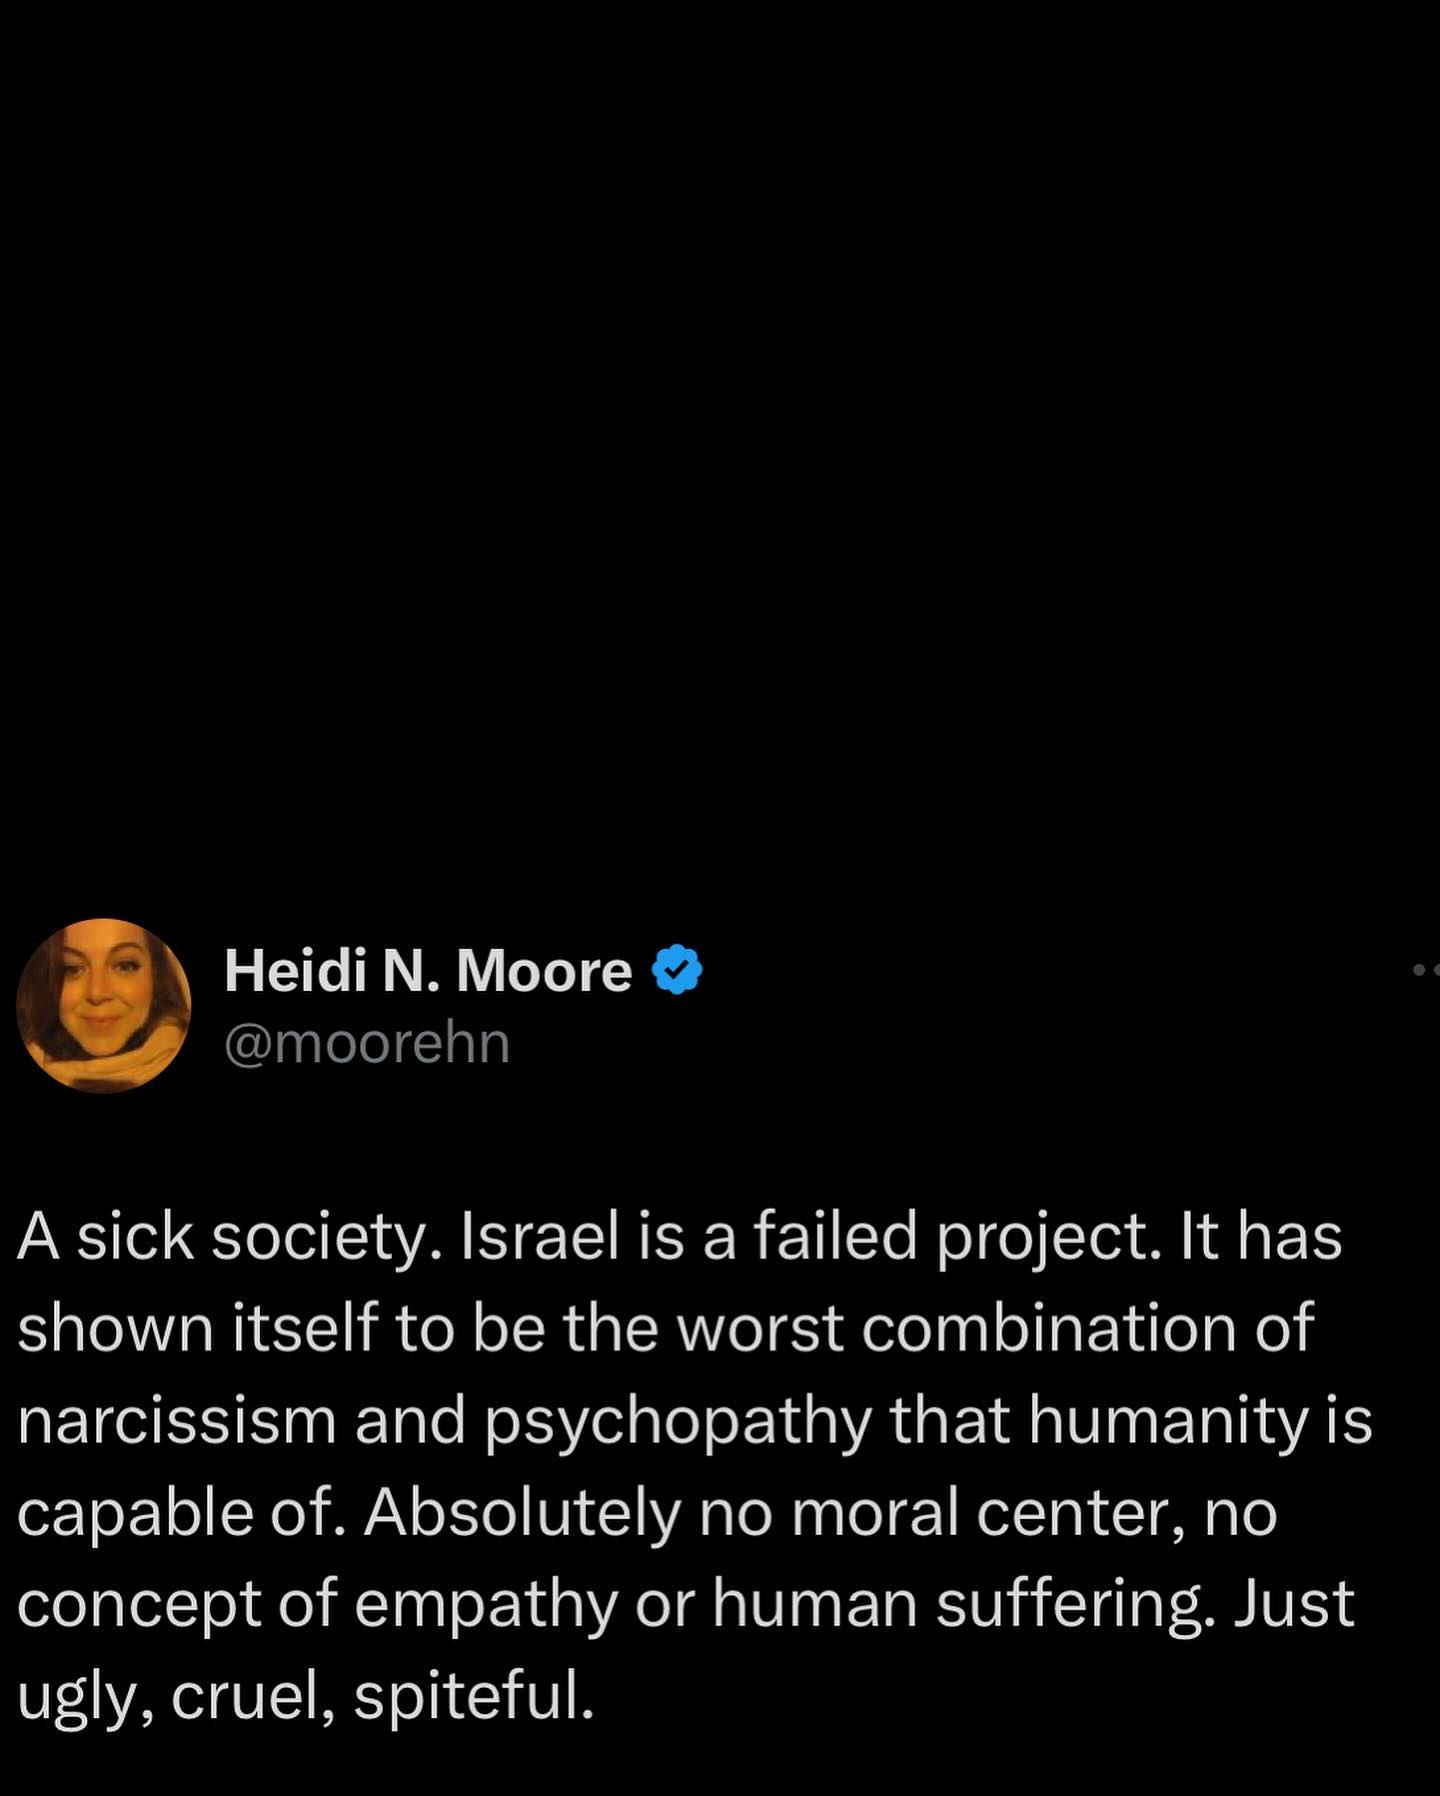 Heidi N. Moore
@moorehn
A sick society. Israel is a failed project. It has
shown itself to be the worst combination of
narcissism and psychopathy that humanity is
capable of. Absolutely no moral center, no
concept of empathy or human suffering. Just
ugly, cruel, spiteful.